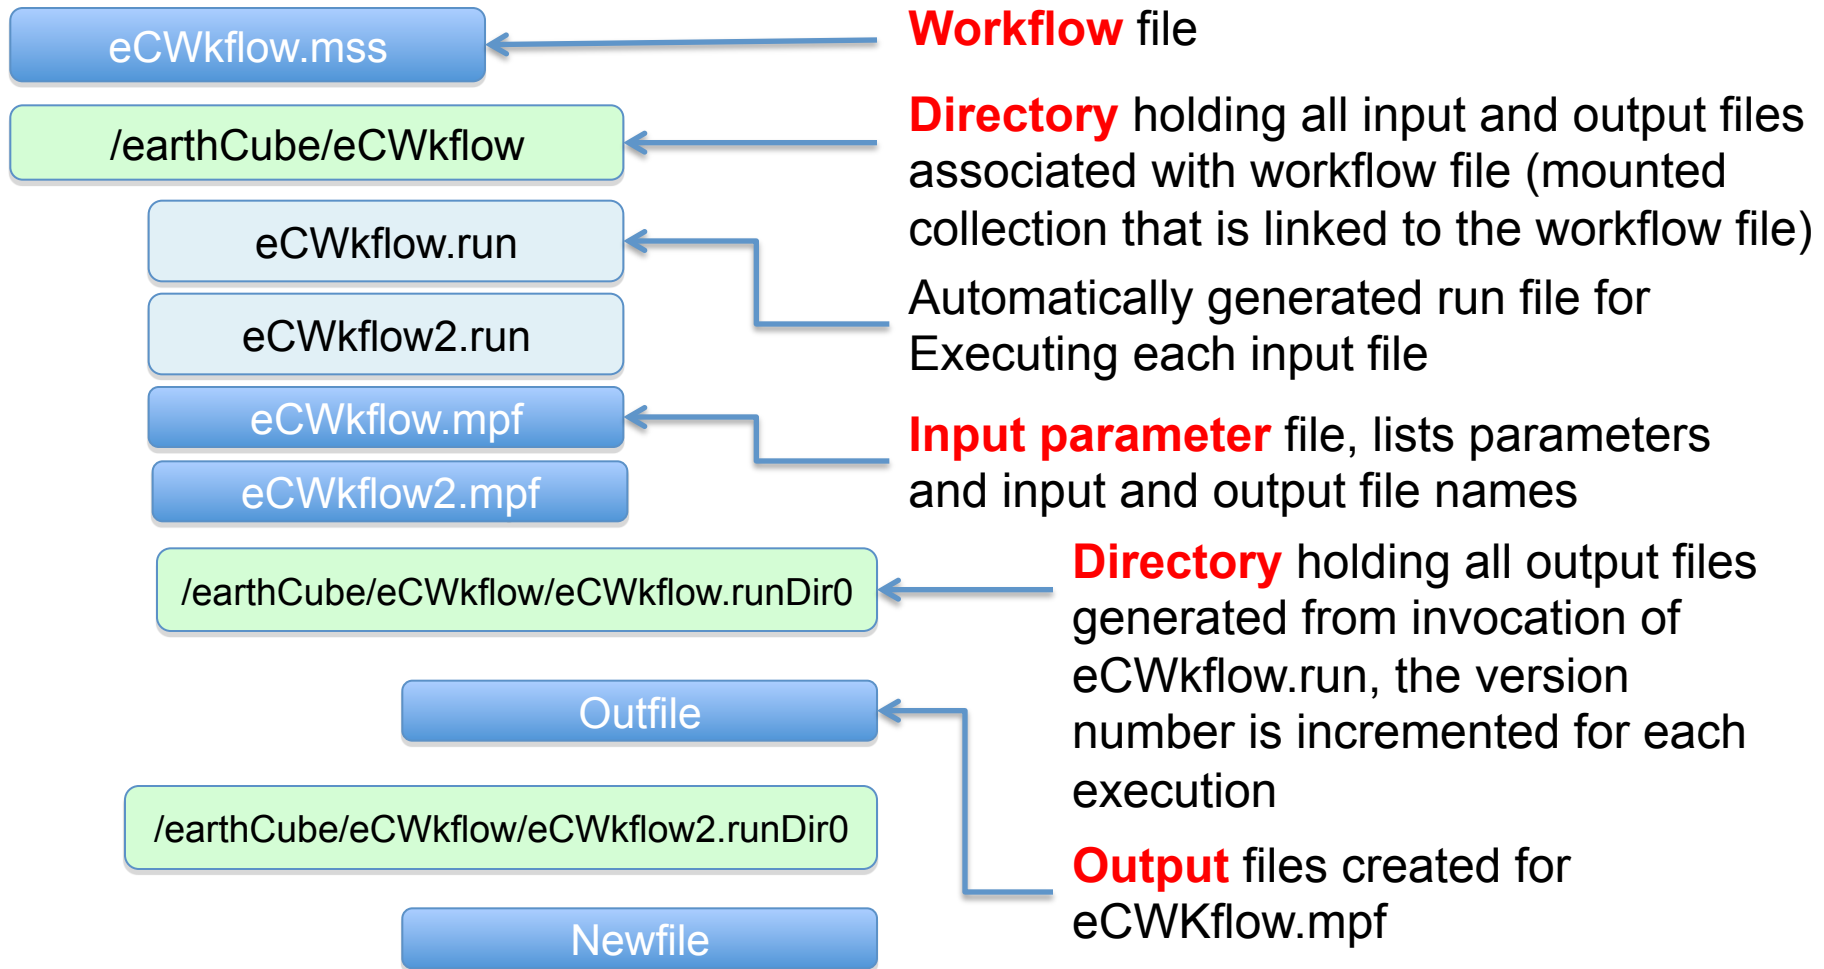 eCWkflow.mss
Workflow file
/earthCube/eCWkflow
Directory holding all input and output files
associated with workflow file (mounted
collection that is linked to the workflow file)
eCWkflow.run
Automatically generated run file for
Executing each input file
eCWkflow2.run
eCWkflow.mpf
Input parameter file, lists parameters
and input and output file names
eCWkflow2.mpf
/earthCube/eCWkflow/eCWkflow.runDir0
Directory holding all output files
generated from invocation of
eCWkflow.run, the version
number is incremented for each
execution
Outfile
Output files created for
eCWKflow.mpf
/earthCube/eCWkflow/eCWkflow2.runDir0
Newfile